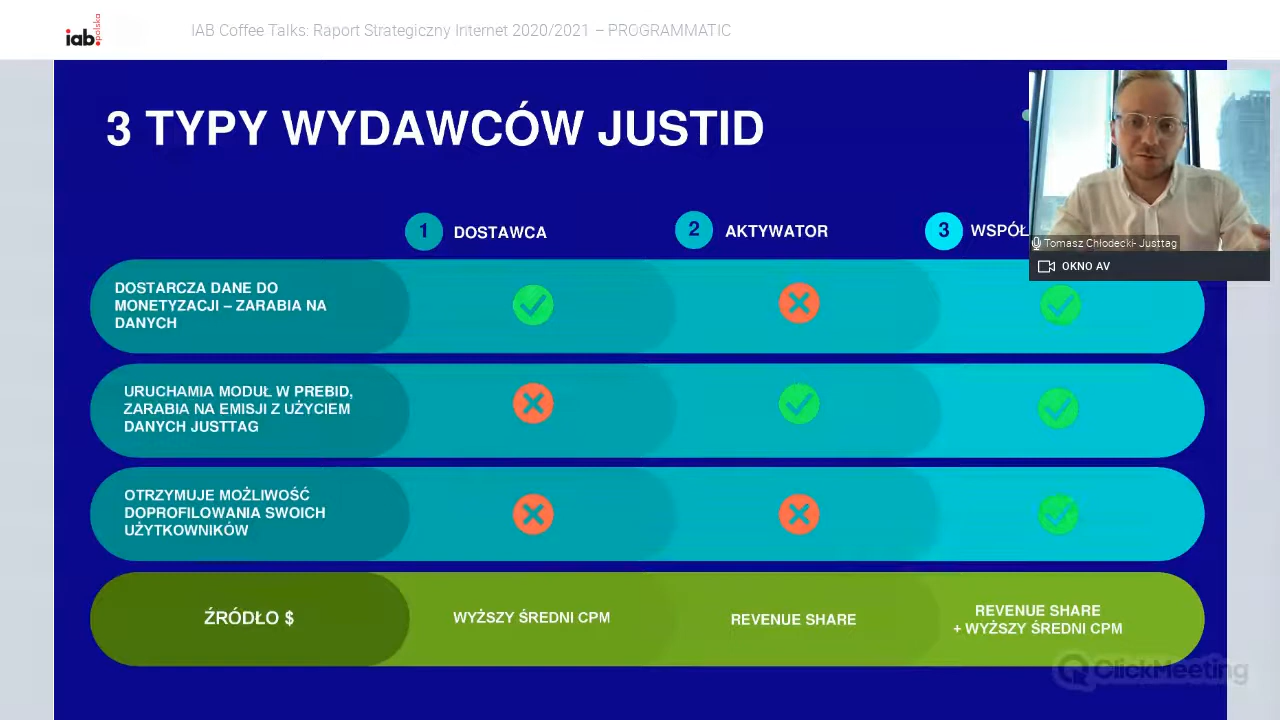 iab:
polska
IAB Coffee Talks: Raport Strategiczny Internet 2020/2021 – PROGRAMMATIC
3 TYPY WYDAWCÓW JUSTID
1 DOSTAWCA
2 AKTYWATOR
3 WSPÓŁ
Tomasz Chłodecki- Justtag
OKNO AV
DOSTARCZA DANE DO
MONETYZACJI – ZARABIA NA
DANYCH
URUCHAMIA MODUŁ W PREBID,
ZARABIA NA EMISJI Z UŻYCIEM
DANYCH JUSTTAG
OTRZYMUJE MOŻLIWOŚĆ
DOPROFILOWANIA SWOICH
UŻYTKOWNIKÓW
ŹRÓDŁO $
WYŻSZY ŚREDNI CPM
REVENUE SHARE
REVENUE SHARE
+ WYŻSZY ŚREDNI CPM
ClickMeeting